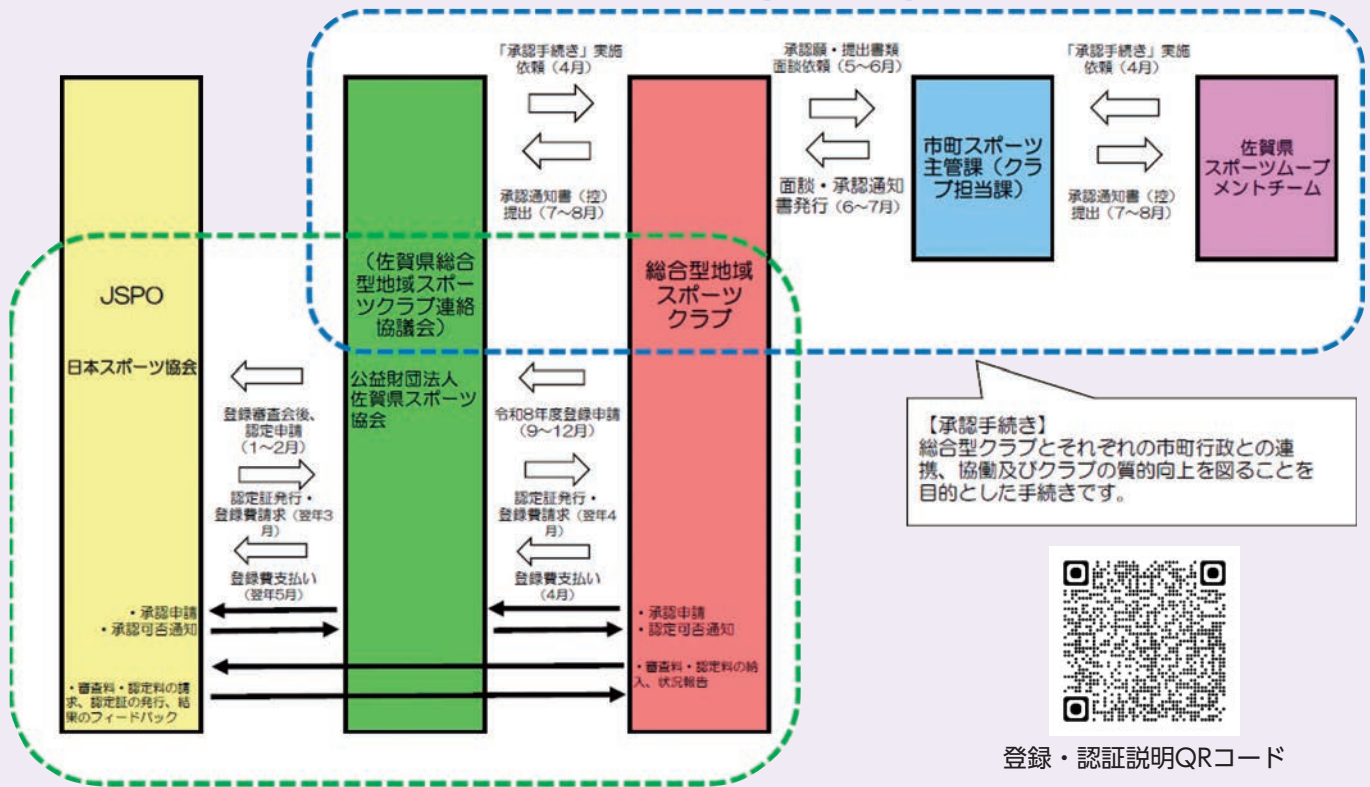 「承認手続き」実施
依頼（4月）
承認通知書（控）
提出（7～8月）
承認願・提出書類
面談依頼（5～6月）
面談・承認通知
書発行（6～7月）
「承認手続き」実施
依頼（4月）
承認通知書（控）
提出（7～8月）
市町スポーツ
主管課（クラ
ブ担当課）
佐賀県
スポーツムーブ
メントチーム
JSPO
日本スポーツ協会
（佐賀県総合
型地域スポー
ツクラブ連絡
協議会）
公益財団法人
佐賀県スポーツ
協会
総合型地域
スポーツ
クラブ
登録審査会後、
認定申請
（1～2月）
認定証発行・
登録費請求（翌年3
月）
登録費支払い
（翌年5月）
令和8年度登録申請
（9～12月）
認定証発行・
登録費請求（翌年4
月）
登録費支払い
（4月）
・承認申請
・承認可否通知
・審査料・認定料の請
求、認定証の発行、結
果のフィードバック
・承認申請
・認定可否通知
・審査料・認定料の納
入、状況報告
【承認手続き】
総合型クラブとそれぞれの市町行政との連
携、協働及びクラブの質的向上を図ることを
目的とした手続きです。
登録・認証説明QRコード